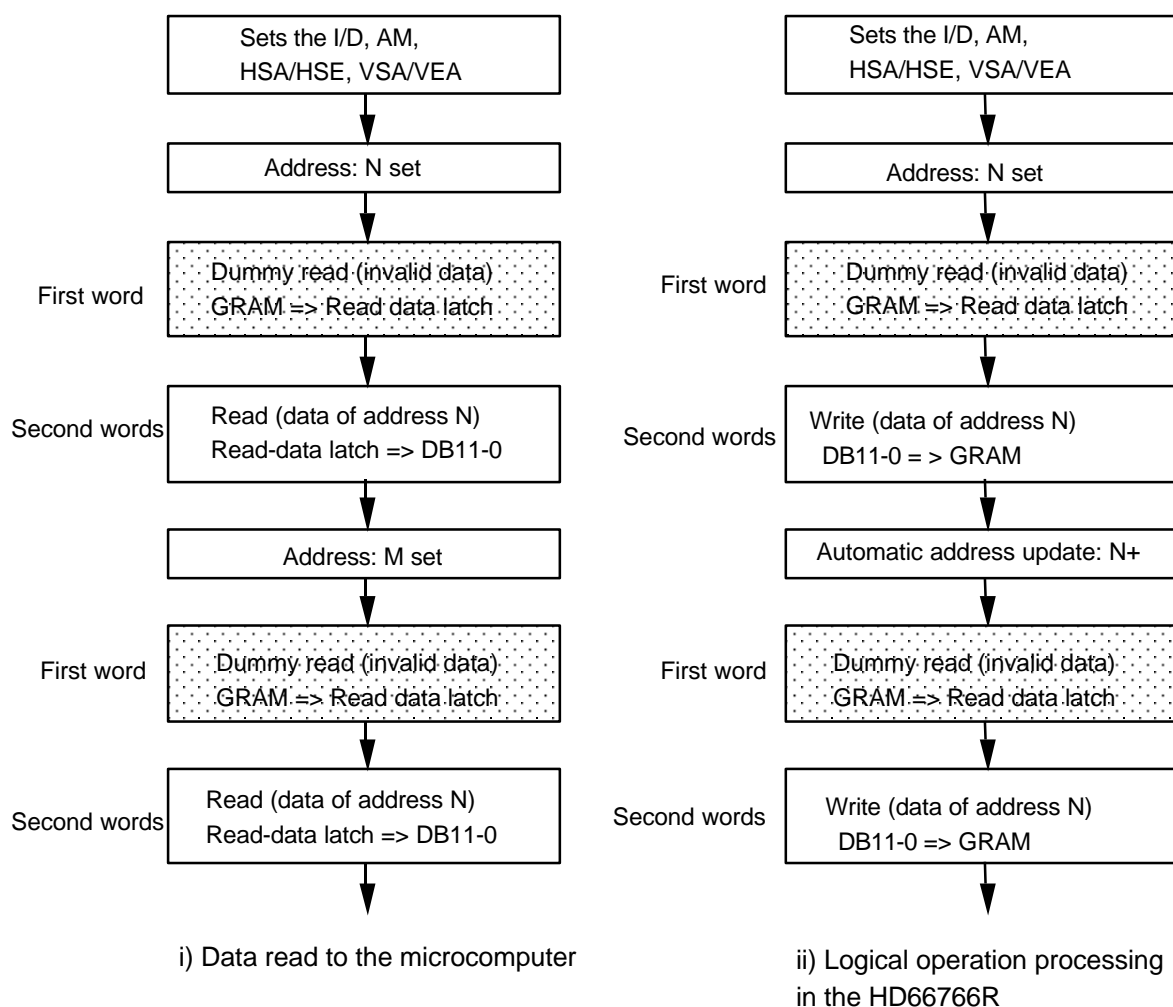 Sets the I/D, AM,
HSA/HSE, VSA/VEA
Address: N set
First word
Dummy read (invalid data)
GRAM => Read data latch
Second words
Read (data of address N)
Read-data latch => DB11-0
Address: M set
First word
Dummy read (invalid data)
GRAM => Read data latch
Second words
Read (data of address N)
Read-data latch => DB11-0
i) Data read to the microcomputer
Sets the I/D, AM,
HSA/HSE, VSA/VEA
Address: N set
First word
Dummy read (invalid data)
GRAM => Read data latch
Second words
Write (data of address N)
DB11-0 = > GRAM
Automatic address update: N+
First word
Dummy read (invalid data)
GRAM => Read data latch
Second words
Write (data of address N)
DB11-0 => GRAM
ii) Logical operation processing
in the HD66766R